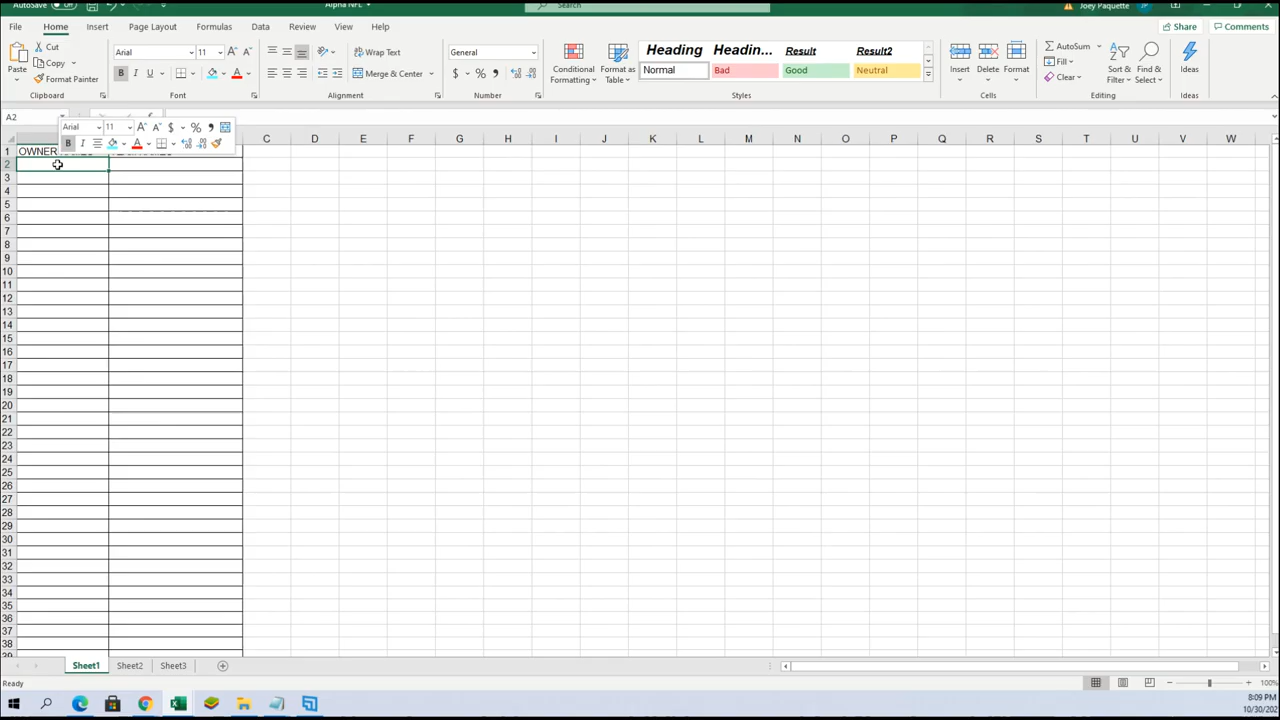 AutoSave
Alpha NFL
Search
Joey Paquette
File Home Insert Page Layout Formulas Data Review View Help
Share Comments
Paste
Cut
Copy
Format Painter
Clipboard
Arial 11
B I U
Font
Wrap Text
Merge & Center
Alignment
General
$ % ,
Number
Conditional Formatting
Format as Table
Heading Headin... Result Result2
Normal Bad Good Neutral
Styles
Insert Delete Format
Cells
AutoSum
Fill
Clear
Sort & Filter
Find & Select
Editing
Ideas
Ideas
A2
Arial 11 A A $ % ,
B I A
C D E F G H I J K L M N O P Q R S T U V W
1 OWNER
2
3
4
5
6
7
8
9
10
11
12
13
14
15
16
17
18
19
20
21
22
23
24
25
26
27
28
29
30
31
32
33
34
35
36
37
38
Sheet1 Sheet2 Sheet3
Ready
100%
8:09 PM
10/30/202